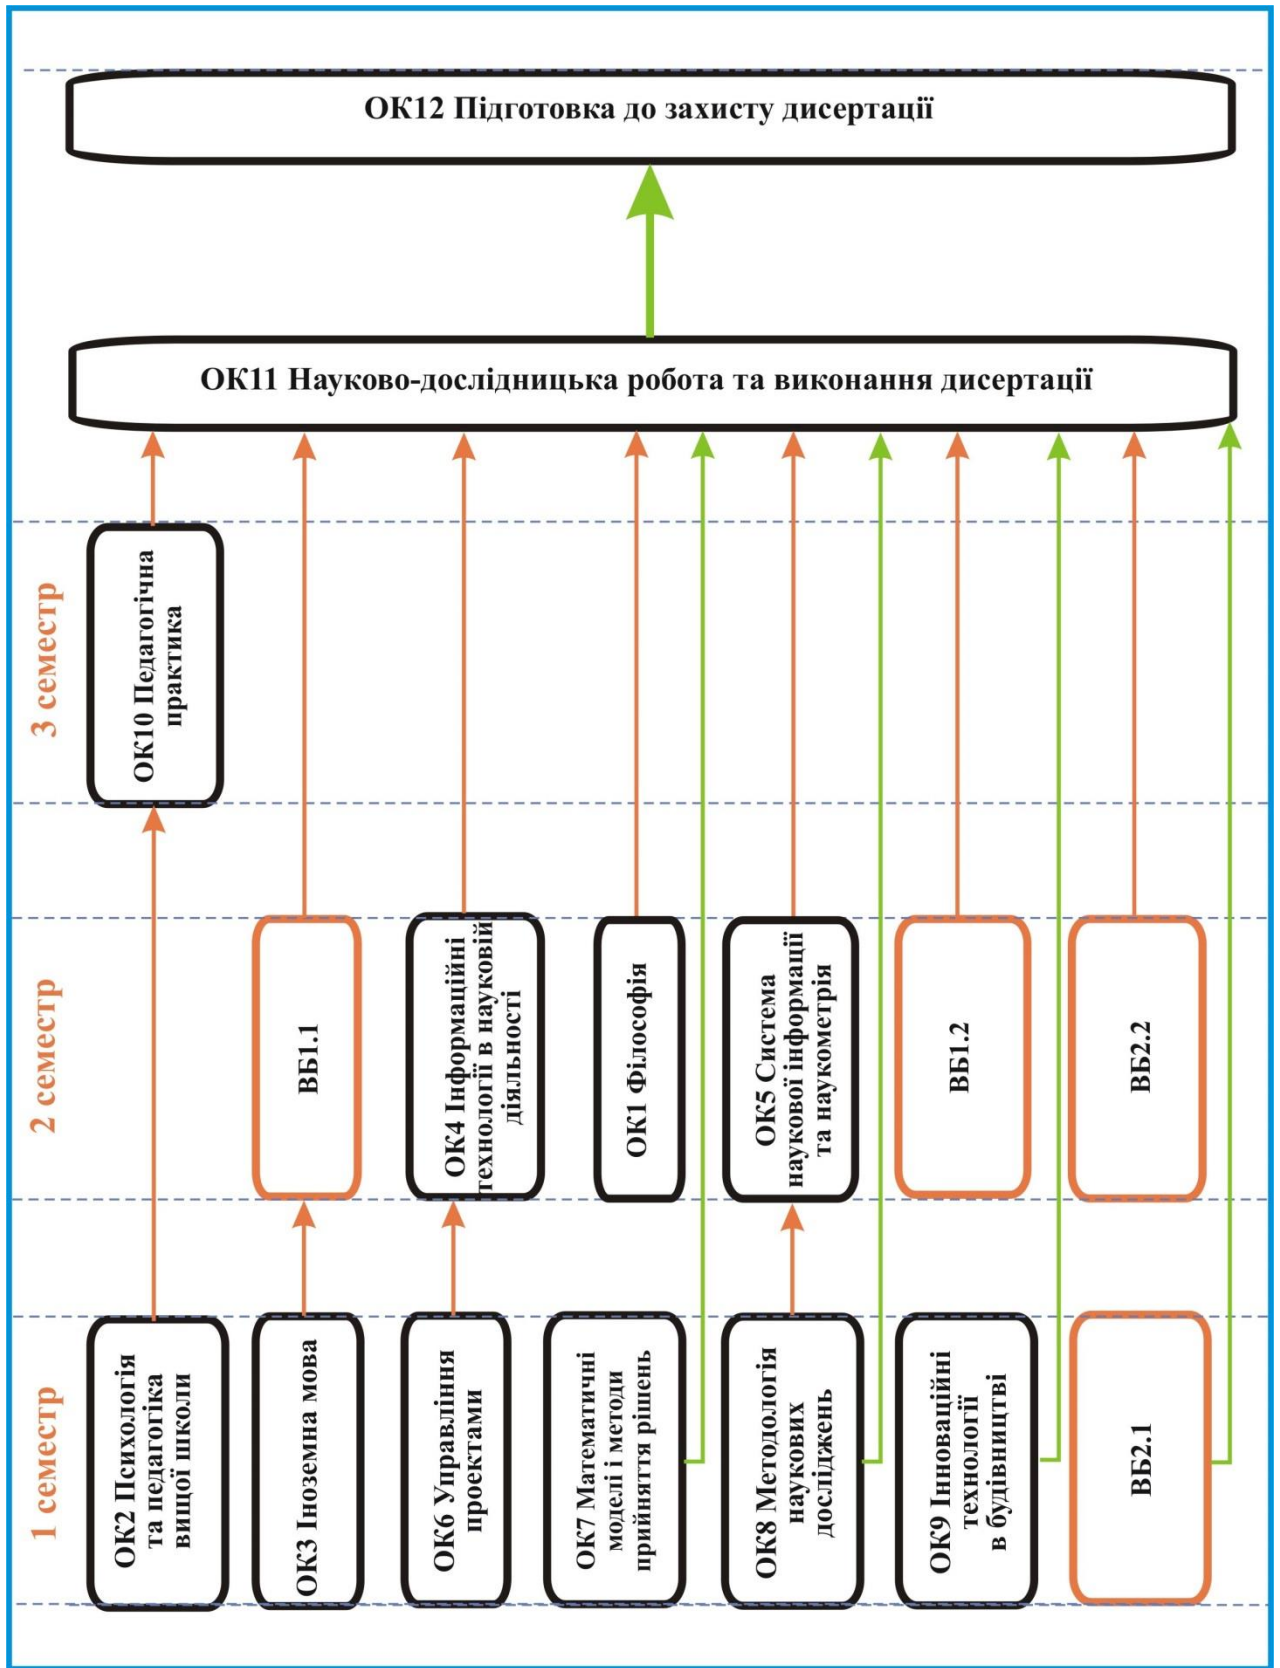 ОК12 Підготовка до захисту дисертації
ОК11 Науково-дослідницька робота та виконання дисертації
3 семестр
ОК10 Педагогічна
практика
2 семестр
ВБ1.1
ОК4 Інформаційні
технології в науковій
діяльності
ОК1 Філософія
ОК5 Система
наукової інформації
та наукометрія
ВБ1.2
ВБ2.2
1 семестр
ОК2 Психологія
та педагогіка
вищої школи
ОК3 Іноземна мова
ОК6 Управління
проектами
ОК7 Математичні
моделі і методи
прийняття рішень
ОК8 Методологія
наукових
досліджень
ОК9 Інноваційні
технології
в будівництві
ВБ2.1